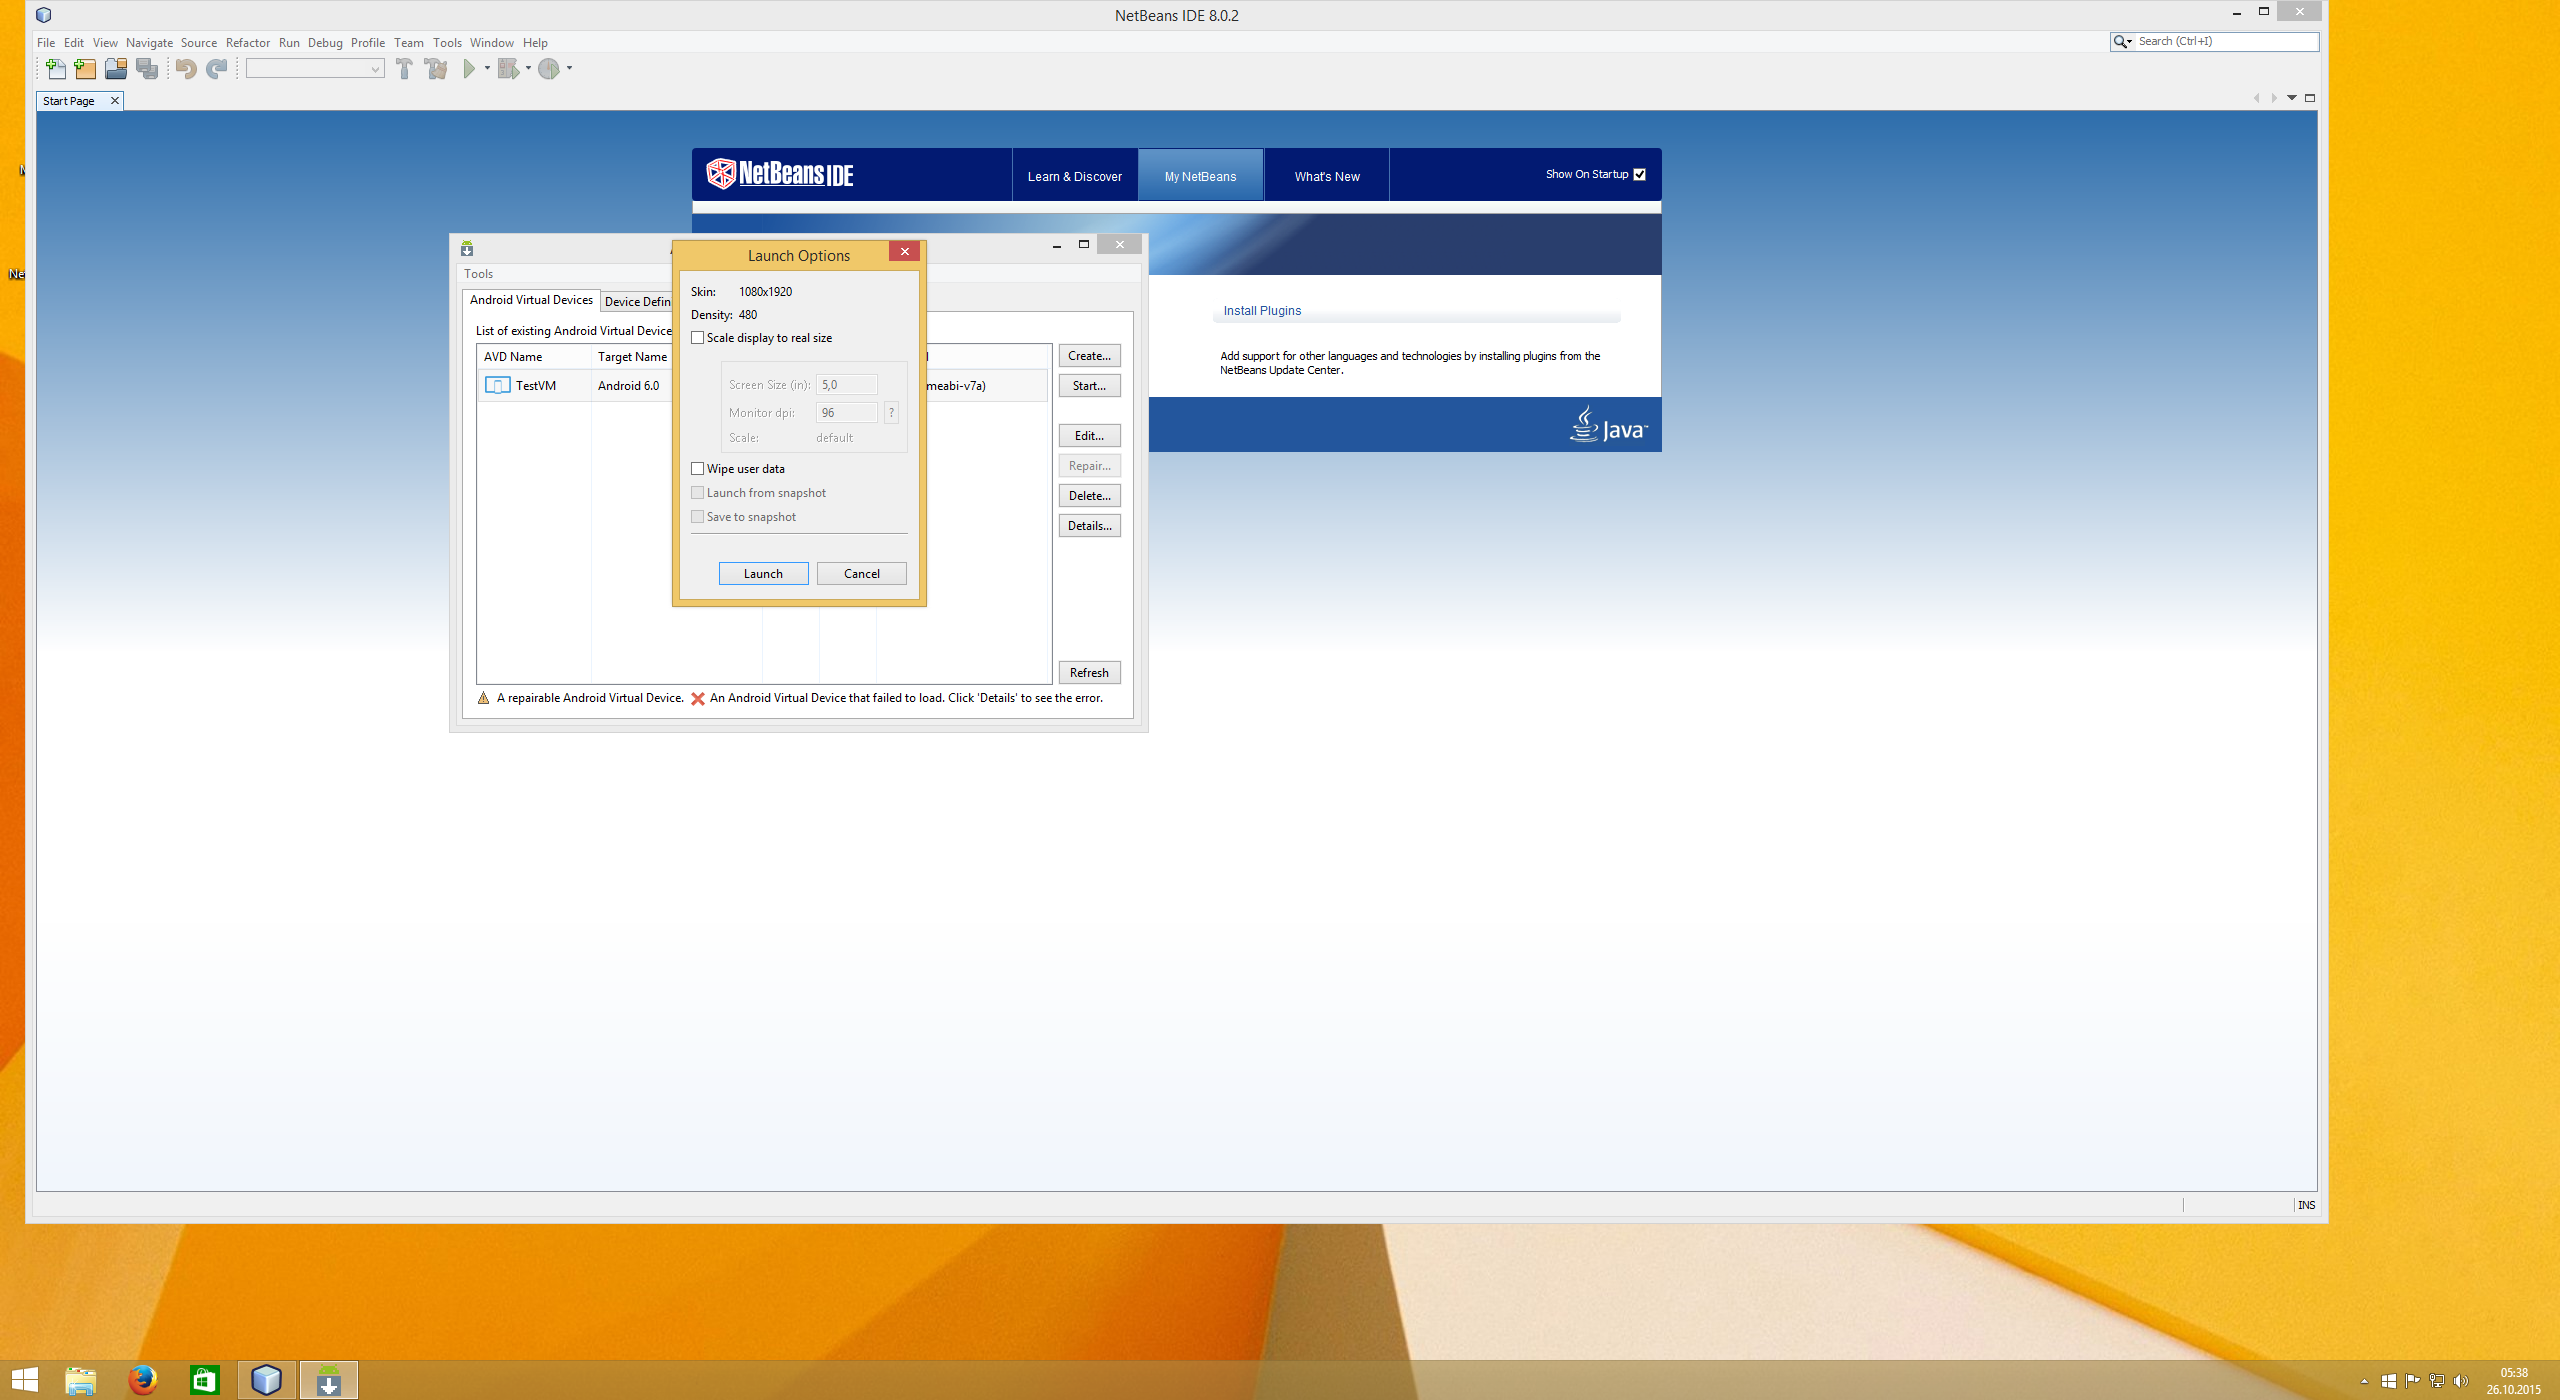 NetBeans IDE 8.0.2
File Edit View Navigate Source Refactor Run Debug Profile Team Tools Window Help
Search (Ctrl+I)
Start Page
NetBeans IDE
Learn & Discover
My NetBeans
What's New
Show On Startup
Install Plugins
Add support for other languages and technologies by installing plugins from the
NetBeans Update Center.
Java™
Tools
Android Virtual Devices
Device Defin
List of existing Android Virtual Device
AVD Name
Target Name
TestVM
Android 6.0
meabi-v7a)
Create...
Start...
Edit...
Repair...
Delete...
Details...
Refresh
A repairable Android Virtual Device.
An Android Virtual Device that failed to load. Click 'Details' to see the error.
Launch Options
Skin: 1080x1920
Density: 480
Scale display to real size
Screen Size (in): 5,0
Monitor dpi: 96 ?
Scale: default
Wipe user data
Launch from snapshot
Save to snapshot
Launch
Cancel
Ne
INS
05:38
26.10.2015